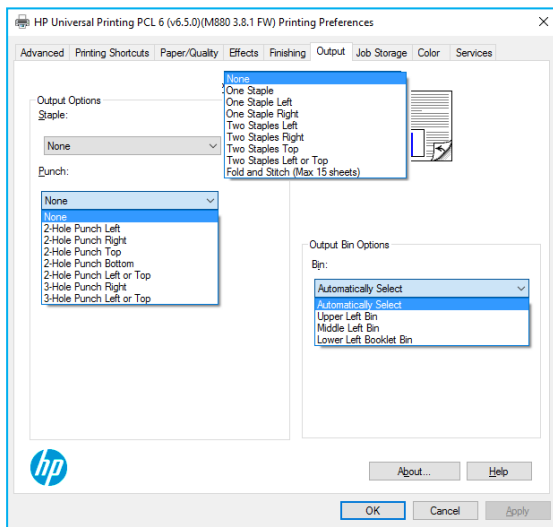 HP Universal Printing PCL 6 (v6.5.0)(M880 3.8.1 FW) Printing Preferences
Advanced Printing Shortcuts Paper/Quality Effects Finishing Output Job Storage Color Services
Output Options
Staple:
None
None
One Staple
One Staple Left
One Staple Right
Two Staples Left
Two Staples Right
Two Staples Top
Two Staples Left or Top
Fold and Stitch (Max 15 sheets)
Punch:
None
None
2-Hole Punch Left
2-Hole Punch Right
2-Hole Punch Top
2-Hole Punch Bottom
2-Hole Punch Left or Top
3-Hole Punch Right
3-Hole Punch Left or Top
Output Bin Options
Bin:
Automatically Select
Automatically Select
Upper Left Bin
Middle Left Bin
Lower Left Booklet Bin
hp
About... Help
OK Cancel Apply